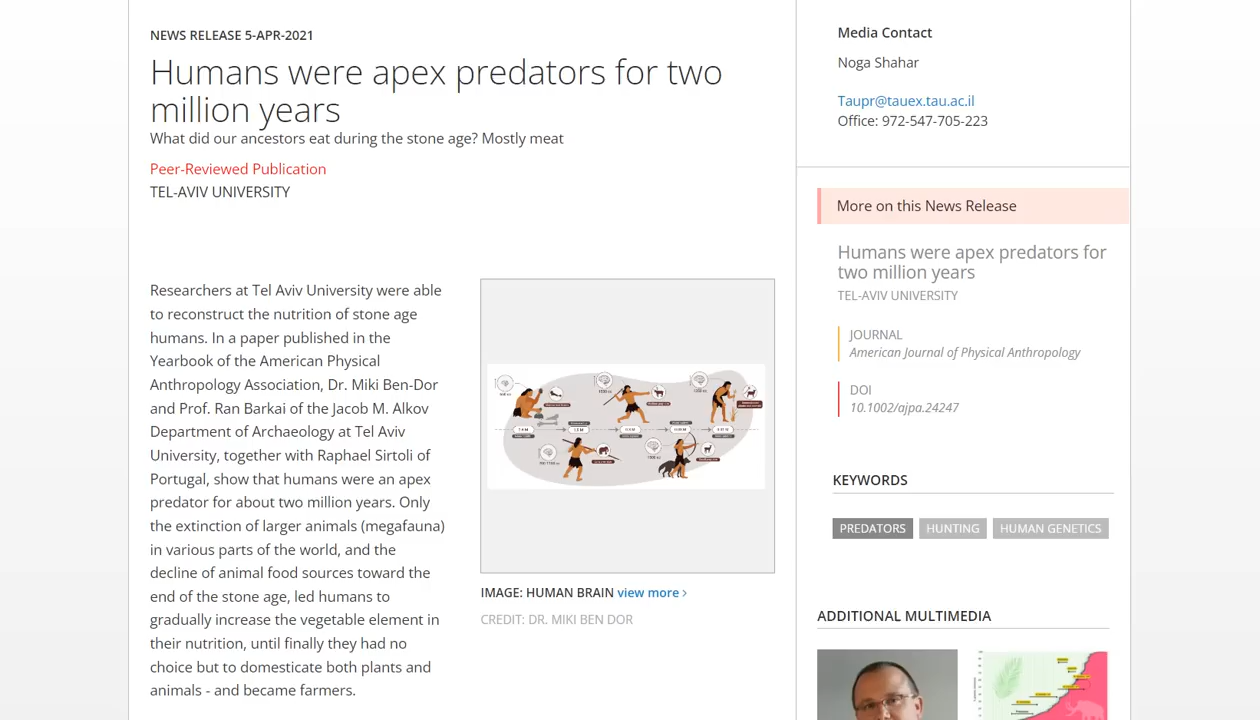 NEWS RELEASE 5-APR-2021
Humans were apex predators for two
million years
What did our ancestors eat during the stone age? Mostly meat
Peer-Reviewed Publication
TEL-AVIV UNIVERSITY
Researchers at Tel Aviv University were able
to reconstruct the nutrition of stone age
humans. In a paper published in the
Yearbook of the American Physical
Anthropology Association, Dr. Miki Ben-Dor
and Prof. Ran Barkai of the Jacob M. Alkov
Department of Archaeology at Tel Aviv
University, together with Raphael Sirtoli of
Portugal, show that humans were an apex
predator for about two million years. Only
the extinction of larger animals (megafauna)
in various parts of the world, and the
decline of animal food sources toward the
end of the stone age, led humans to
gradually increase the vegetable element in
their nutrition, until finally they had no
choice but to domesticate both plants and
animals - and became farmers.
IMAGE: HUMAN BRAIN view more ›
CREDIT: DR. MIKI BEN DOR
Media Contact
Noga Shahar
Taupr@tauex.tau.ac.il
Office: 972-547-705-223
More on this News Release
Humans were apex predators for
two million years
TEL-AVIV UNIVERSITY
JOURNAL
American Journal of Physical Anthropology
DOI
10.1002/ajpa.24247
KEYWORDS
PREDATORS HUNTING HUMAN GENETICS
ADDITIONAL MULTIMEDIA